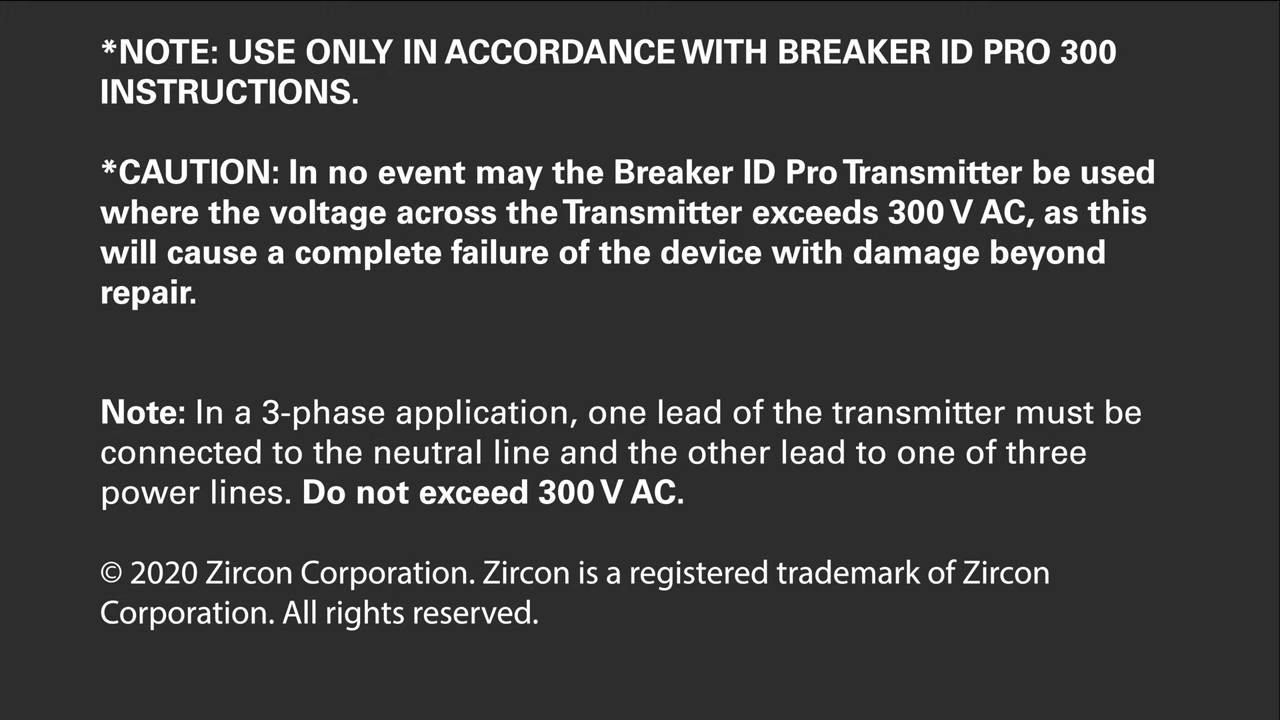 *NOTE: USE ONLY IN ACCORDANCE WITH BREAKER ID PRO 300
INSTRUCTIONS.
*CAUTION: In no event may the Breaker ID Pro Transmitter be used
where the voltage across the Transmitter exceeds 300 V AC, as this
will cause a complete failure of the device with damage beyond
repair.
Note: In a 3-phase application, one lead of the transmitter must be
connected to the neutral line and the other lead to one of three
power lines. Do not exceed 300 V AC.
© 2020 Zircon Corporation. Zircon is a registered trademark of Zircon
Corporation. All rights reserved.